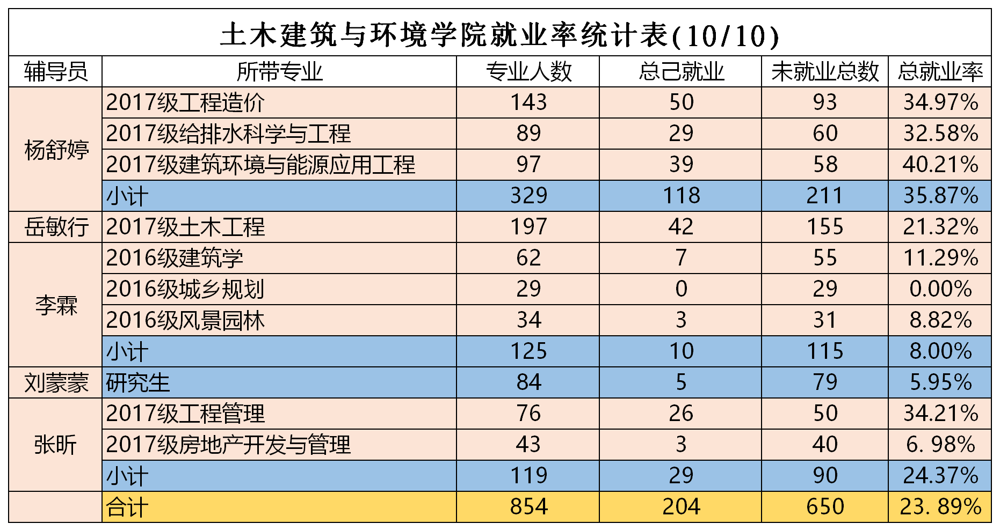 土木建筑与环境学院就业率统计表(10/10)
辅导员 所带专业 专业人数 总己就业 未就业总数 总就业率
杨舒婷
2017级工程造价 143 50 93 34.97%
2017级给排水科学与工程 89 29 60 32.58%
2017级建筑环境与能源应用工程 97 39 58 40.21%
小计 329 118 211 35.87%
岳敏行 2017级土木工程 197 42 155 21.32%
李霖
2016级建筑学 62 7 55 11.29%
2016级城乡规划 29 0 29 0.00%
2016级风景园林 34 3 31 8.82%
小计 125 10 115 8.00%
刘蒙蒙 研究生 84 5 79 5.95%
张昕
2017级工程管理 76 26 50 34.21%
2017级房地产开发与管理 43 3 40 6. 98%
小计 119 29 90 24.37%
合计 854 204 650 23. 89%